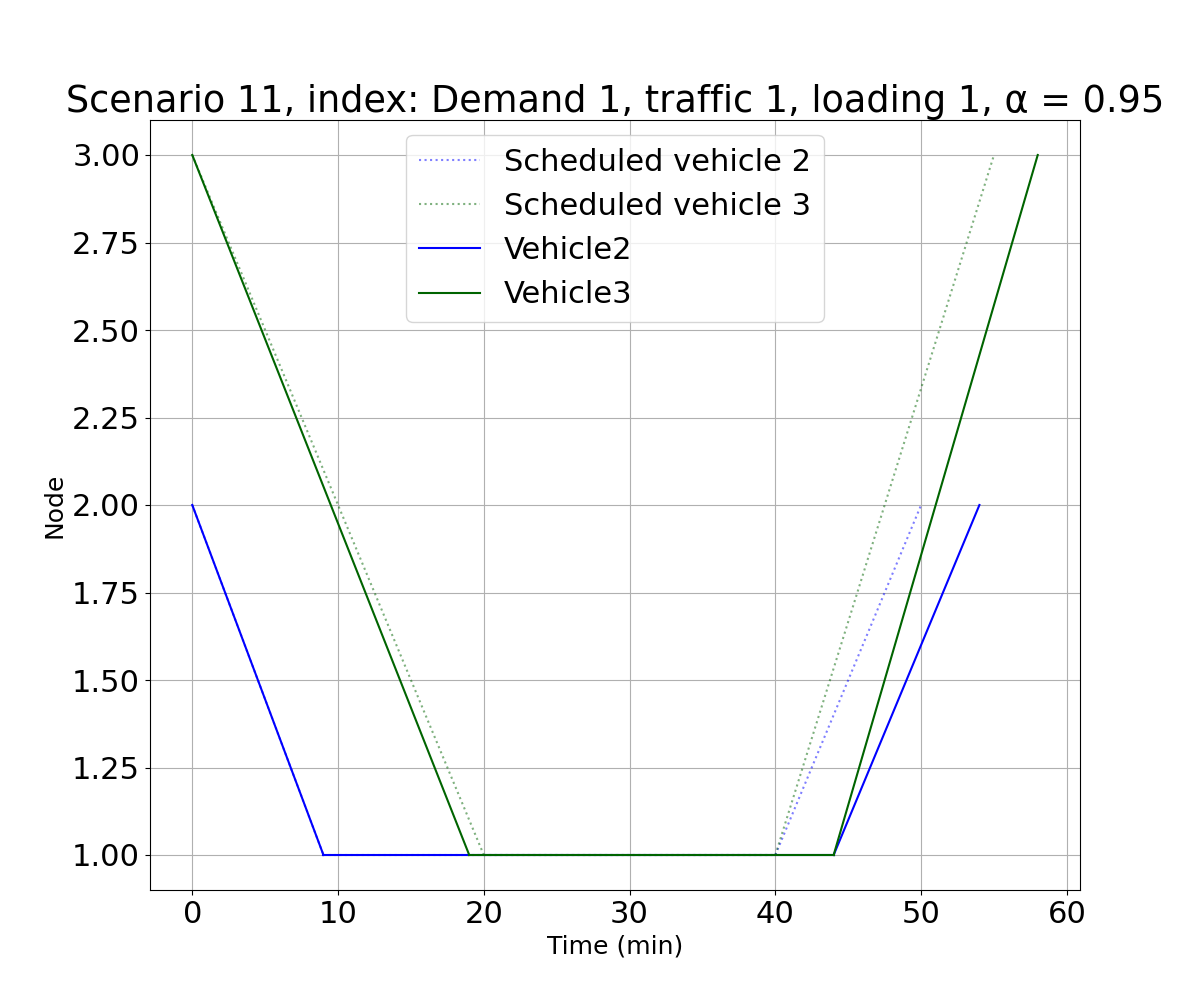 Scenario 11, index: Demand 1, traffic 1, loading 1, α = 0.95
Scheduled vehicle 2
Scheduled vehicle 3
Vehicle2
Vehicle3
3.00
2.75
2.50
2.25
2.00
1.75
1.50
1.25
1.00
Node
0 10 20 30 40 50 60
Time (min)